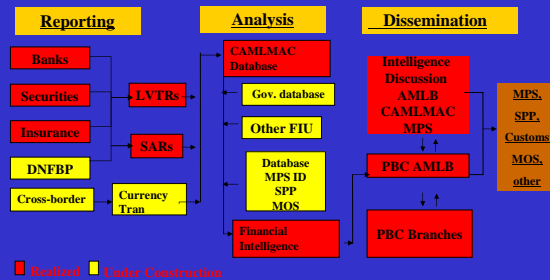 Reporting
Analysis
Dissemination
Banks
Securities
Insurance
DNFBP
Cross-border
LVTRs
SARs
Currency
Tran
CAMLMAC
Database
Gov. database
Other FIU
Database
MPS ID
SPP
MOS
Financial
Intelligence
Intelligence
Discussion
AMLB
CAMLMAC
MPS
PBC AMLB
PBC Branches
MPS,
SPP,
Customs
MOS,
other
Realized
Under Construction